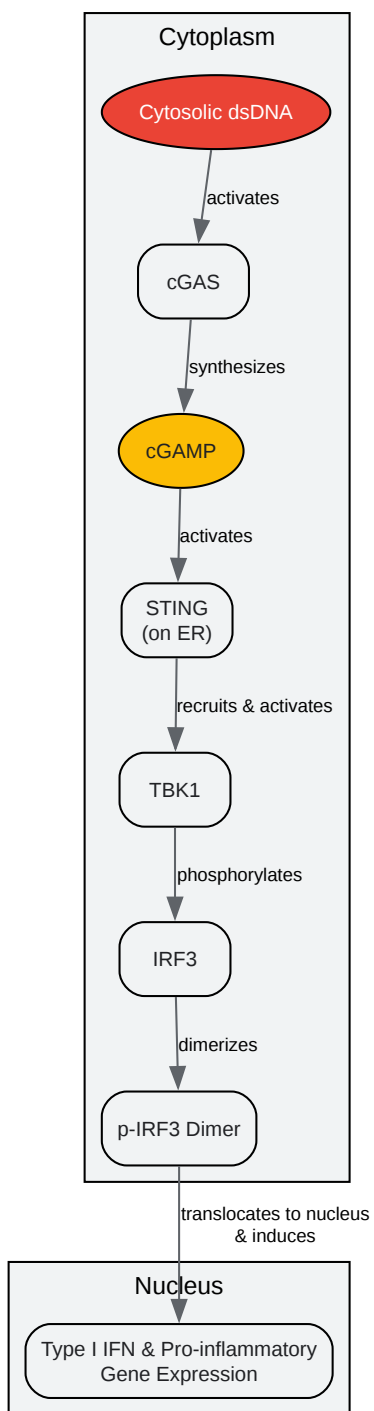 Cytoplasm
Cytosolic dsDNA
activates
cGAS
synthesizes
cGAMP
activates
STING
(on ER)
recruits & activates
TBK1
phosphorylates
IRF3
dimerizes
p-IRF3 Dimer
translocates to nucleus
& induces
Nucleus
Type I IFN & Pro-inflammatory
Gene Expression